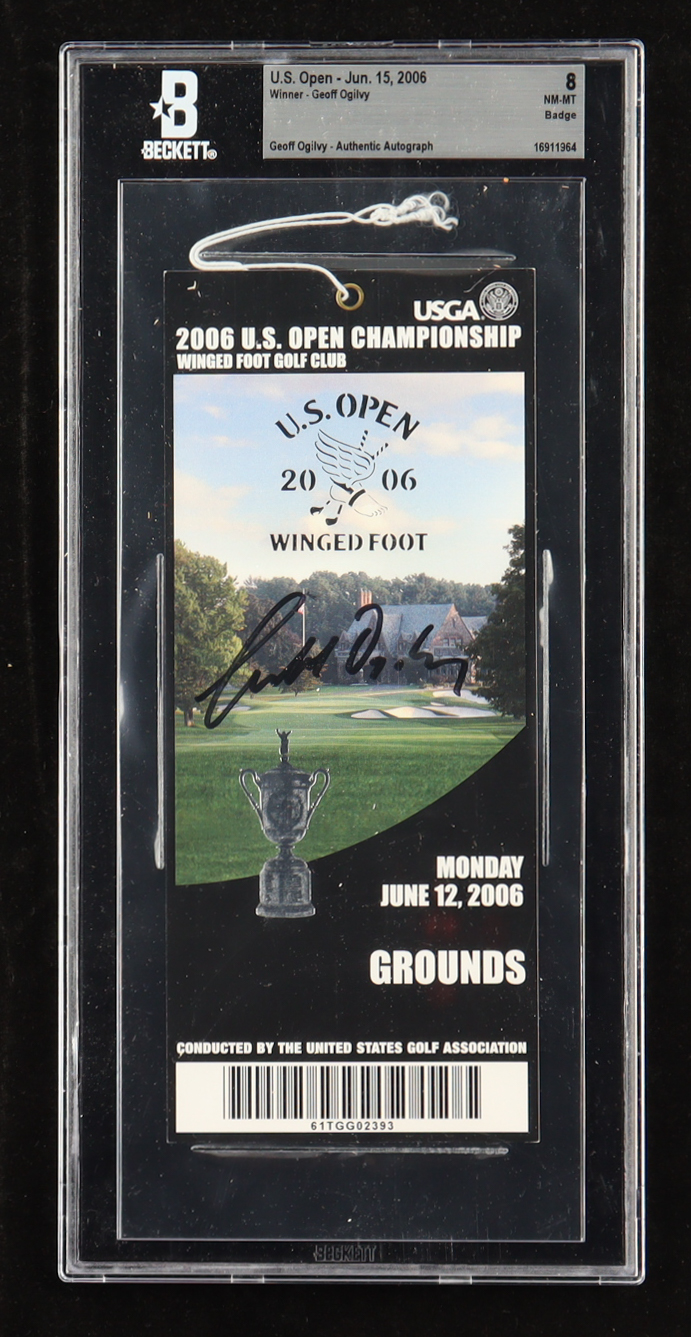 B
BECKETT®
U.S. Open - Jun. 15, 2006
Winner - Geoff Ogilvy
Geoff Ogilvy - Authentic Autograph
8
NM-MT
Badge
16911964
USGA
2006 U.S. OPEN CHAMPIONSHIP
WINGED FOOT GOLF CLUB
U.S. OPEN
20 06
WINGED FOOT
Geoff Ogilvy
MONDAY
JUNE 12, 2006
GROUNDS
CONDUCTED BY THE UNITED STATES GOLF ASSOCIATION
61TGG02393
BECKETT